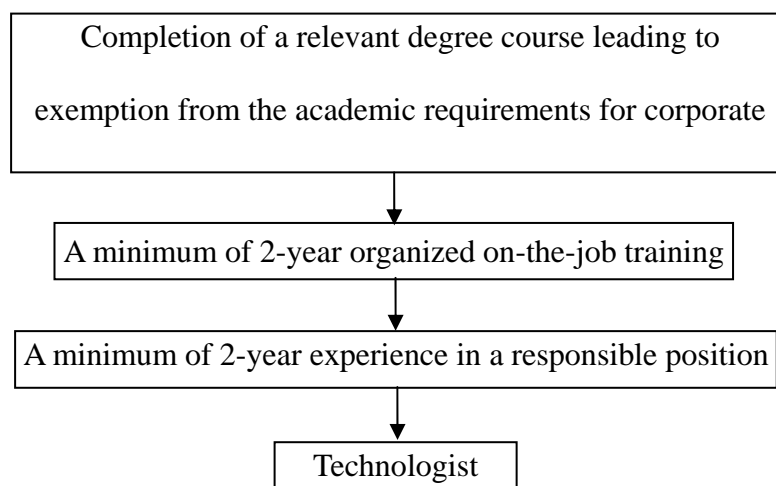 Completion of a relevant degree course leading to
exemption from the academic requirements for corporate
A minimum of 2-year organized on-the-job training
A minimum of 2-year experience in a responsible position
Technologist